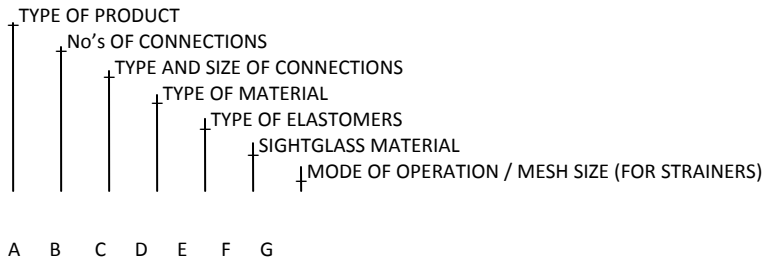 TYPE OF PRODUCT
No’s OF CONNECTIONS
TYPE AND SIZE OF CONNECTIONS
TYPE OF MATERIAL
TYPE OF ELASTOMERS
SIGHTGLASS MATERIAL
MODE OF OPERATION / MESH SIZE (FOR STRAINERS)
A B C D E F G